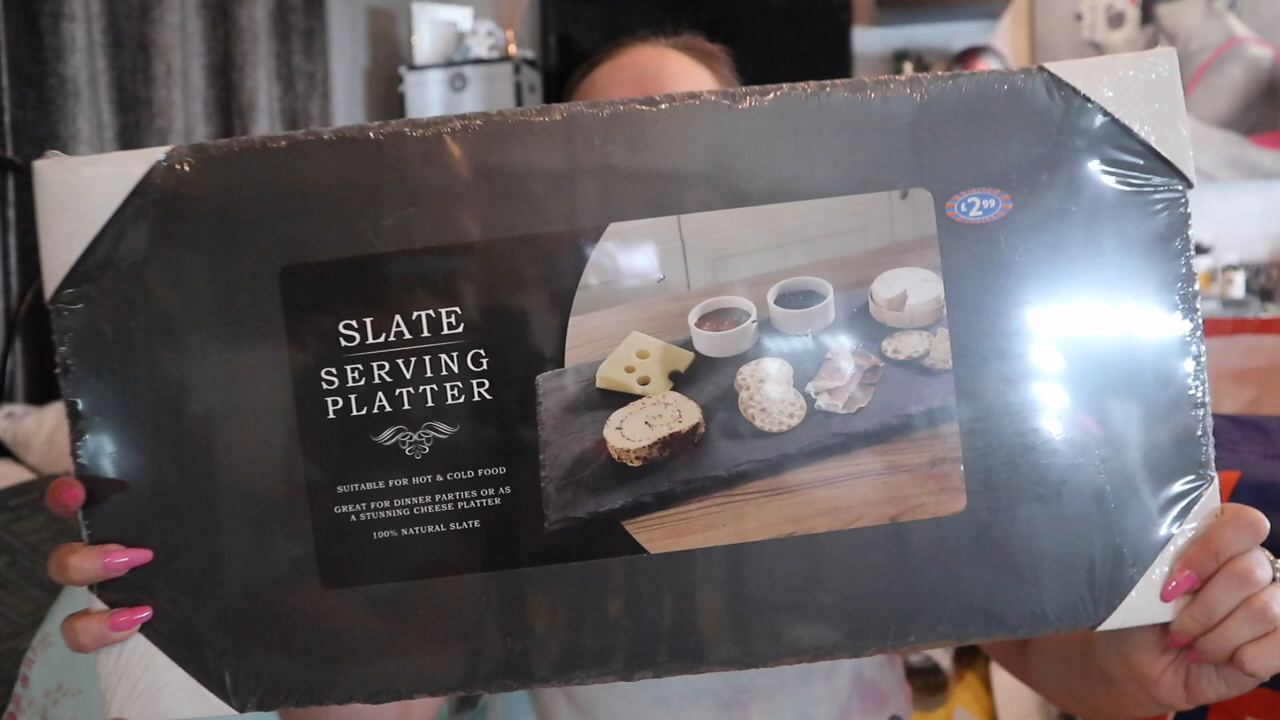 SLATE
SERVING
PLATTER
SUITABLE FOR HOT & COLD FOOD
GREAT FOR DINNER PARTIES OR AS
A STUNNING CHEESE PLATTER
100% NATURAL SLATE
£2.99